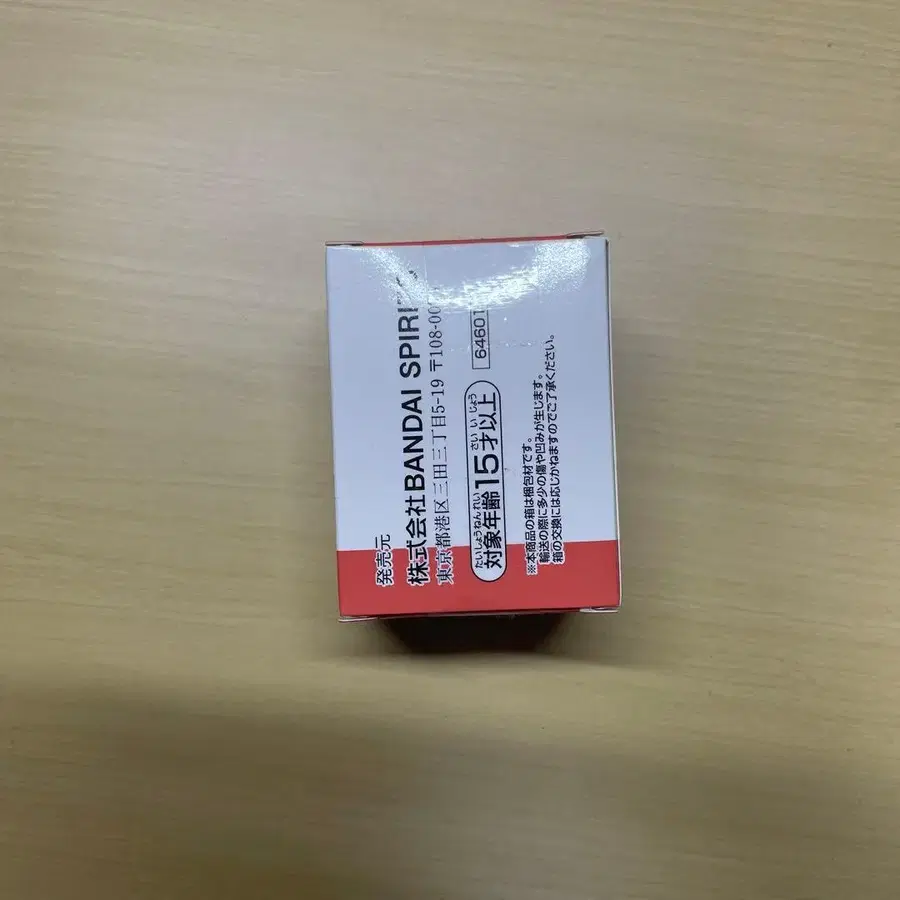 発売元
株式会社BANDAI SPIRI
東京都港区三田三丁目5-19 〒108-00
たいしょうねんれい さい い じょう
対象年齢15才以上
64601
※本商品の箱は梱包材です。
輸送の際に多少の傷や凹みが生じます。
箱の交換には応じかねますのでご了承ください。